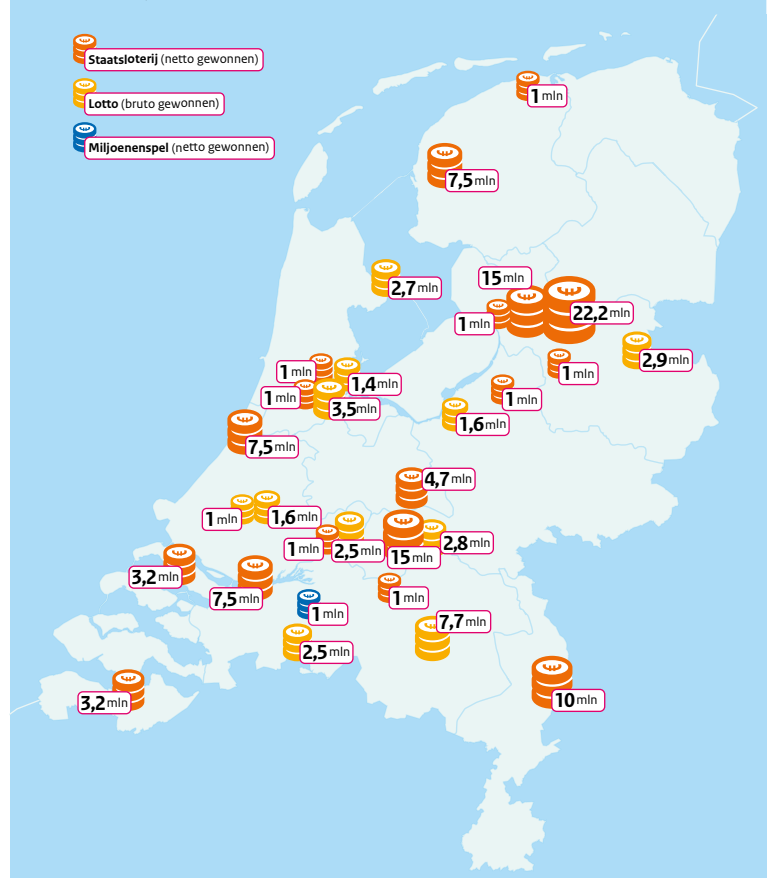 Staatsloterij (netto gewonnen)
Lotto (bruto gewonnen)
Miljoenenspel (netto gewonnen)
1 mln
7,5 mln
2,7 mln
15 mln
22,2 mln
1 mln
2,9 mln
1 mln
1 mln
1,4 mln
1 mln
1 mln
3,5 mln
1,6 mln
7,5 mln
4,7 mln
1 mln
1,6 mln
1 mln
2,5 mln
15 mln
2,8 mln
3,2 mln
7,5 mln
1 mln
1 mln
7,7 mln
2,5 mln
3,2 mln
10 mln